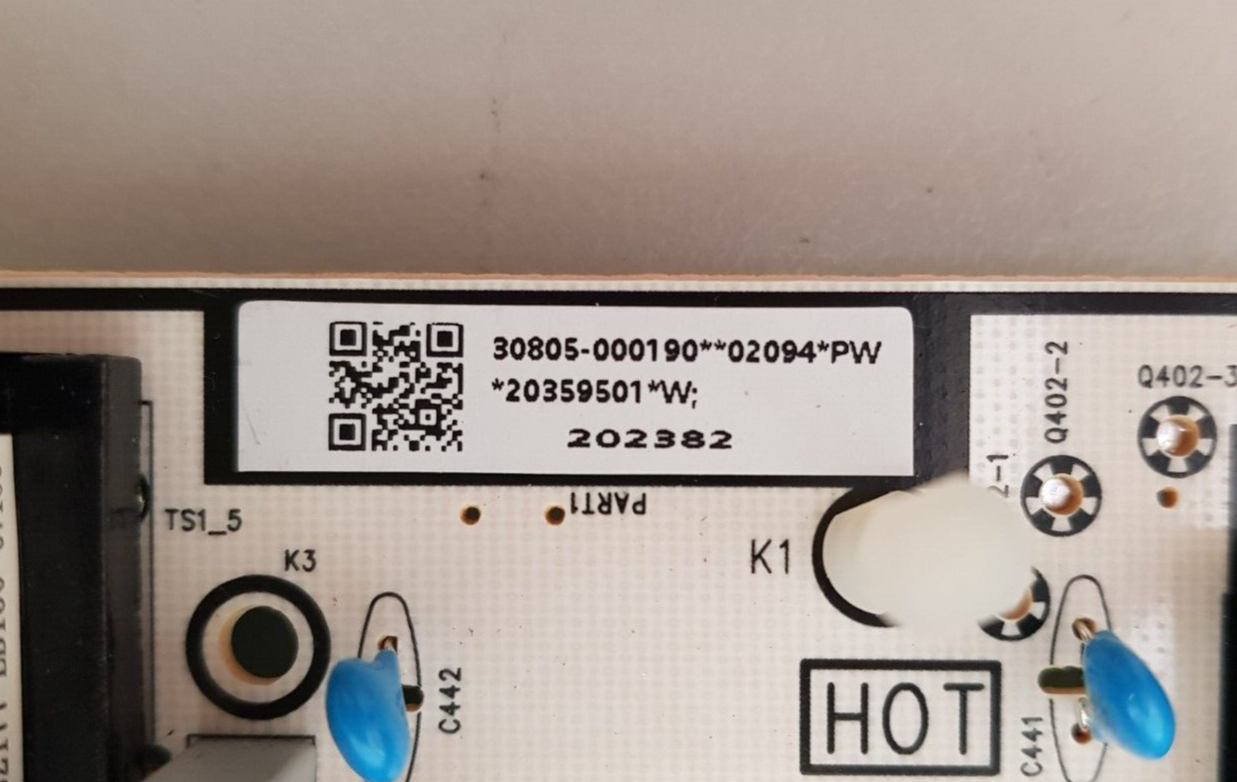 30805-000190**02094*PW
*20359501*W;
202382
PART1
Q402-2
Q402-3
TS1_5
K3
K1
C442
HOT
C441